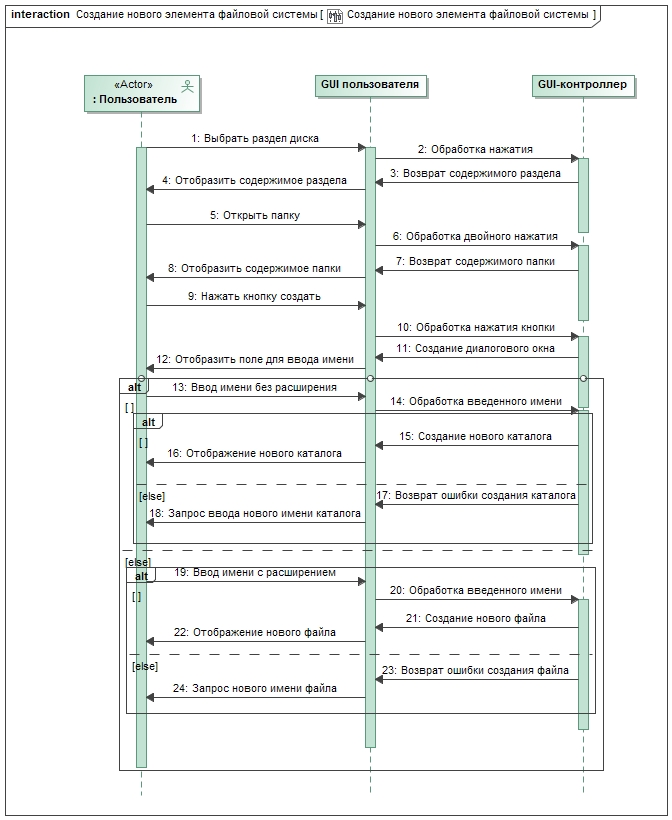 interaction Создание нового элемента файловой системы [ Создание нового элемента файловой системы ]
«Actor»
: Пользователь
GUI пользователя
GUI-контроллер
1: Выбрать раздел диска
2: Обработка нажатия
3: Возврат содержимого раздела
4: Отобразить содержимое раздела
5: Открыть папку
6: Обработка двойного нажатия
7: Возврат содержимого папки
8: Отобразить содержимое папки
9: Нажать кнопку создать
10: Обработка нажатия кнопки
11: Создание диалогового окна
12: Отобразить поле для ввода имени
alt
13: Ввод имени без расширения
[ ]
14: Обработка введенного имени
alt
[ ]
15: Создание нового каталога
16: Отображение нового каталога
[else]
17: Возврат ошибки создания каталога
18: Запрос ввода нового имени каталога
[else]
alt
19: Ввод имени с расширением
[ ]
20: Обработка введенного имени
21: Создание нового файла
22: Отображение нового файла
[else]
23: Возврат ошибки создания файла
24: Запрос нового имени файла